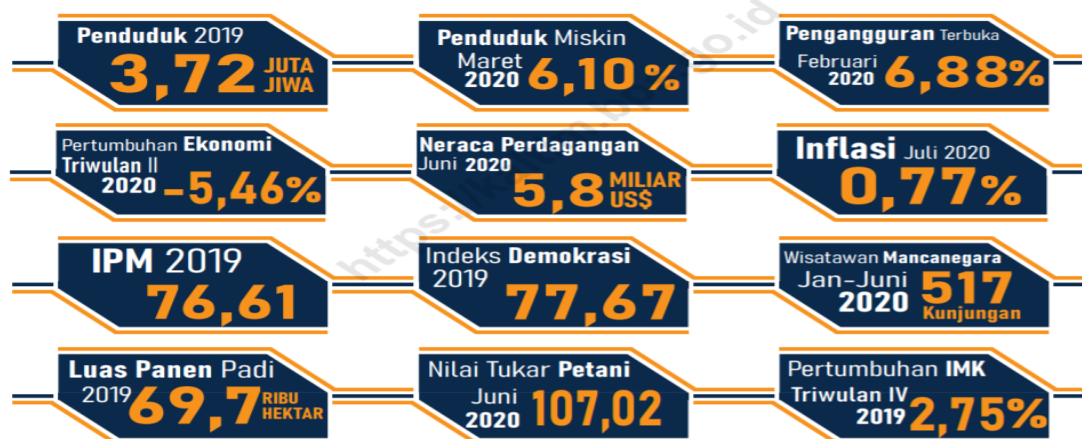 Penduduk 2019
3,72 JUTA JIWA
Penduduk Miskin
Maret 2020 6,10 %
Pengangguran Terbuka
Februari 2020 6,88%
Pertumbuhan Ekonomi
Triwulan II
2020 -5,46%
Neraca Perdagangan
Juni 2020
5,8 MILIAR US$
Inflasi Juli 2020
0,77%
IPM 2019
76,61
Indeks Demokrasi
2019
77,67
Wisatawan Mancanegara
Jan-Juni 2020 517 Kunjungan
Luas Panen Padi
2019 69,7 RIBU HEKTAR
Nilai Tukar Petani
Juni 2020 107,02
Pertumbuhan IMK
Triwulan IV
2019 2,75%